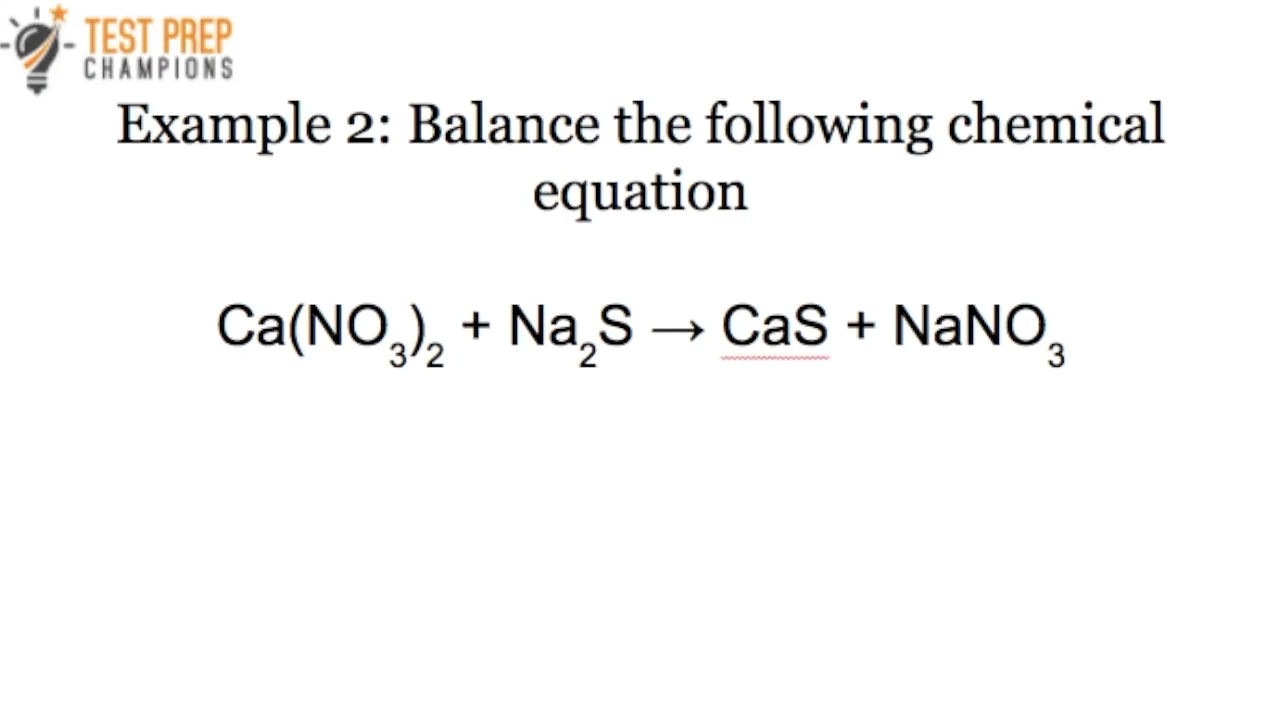 TEST PREP
CHAMPIONS
Example 2: Balance the following chemical
equation
Ca(NO₃)₂ + Na₂S → CaS + NaNO₃